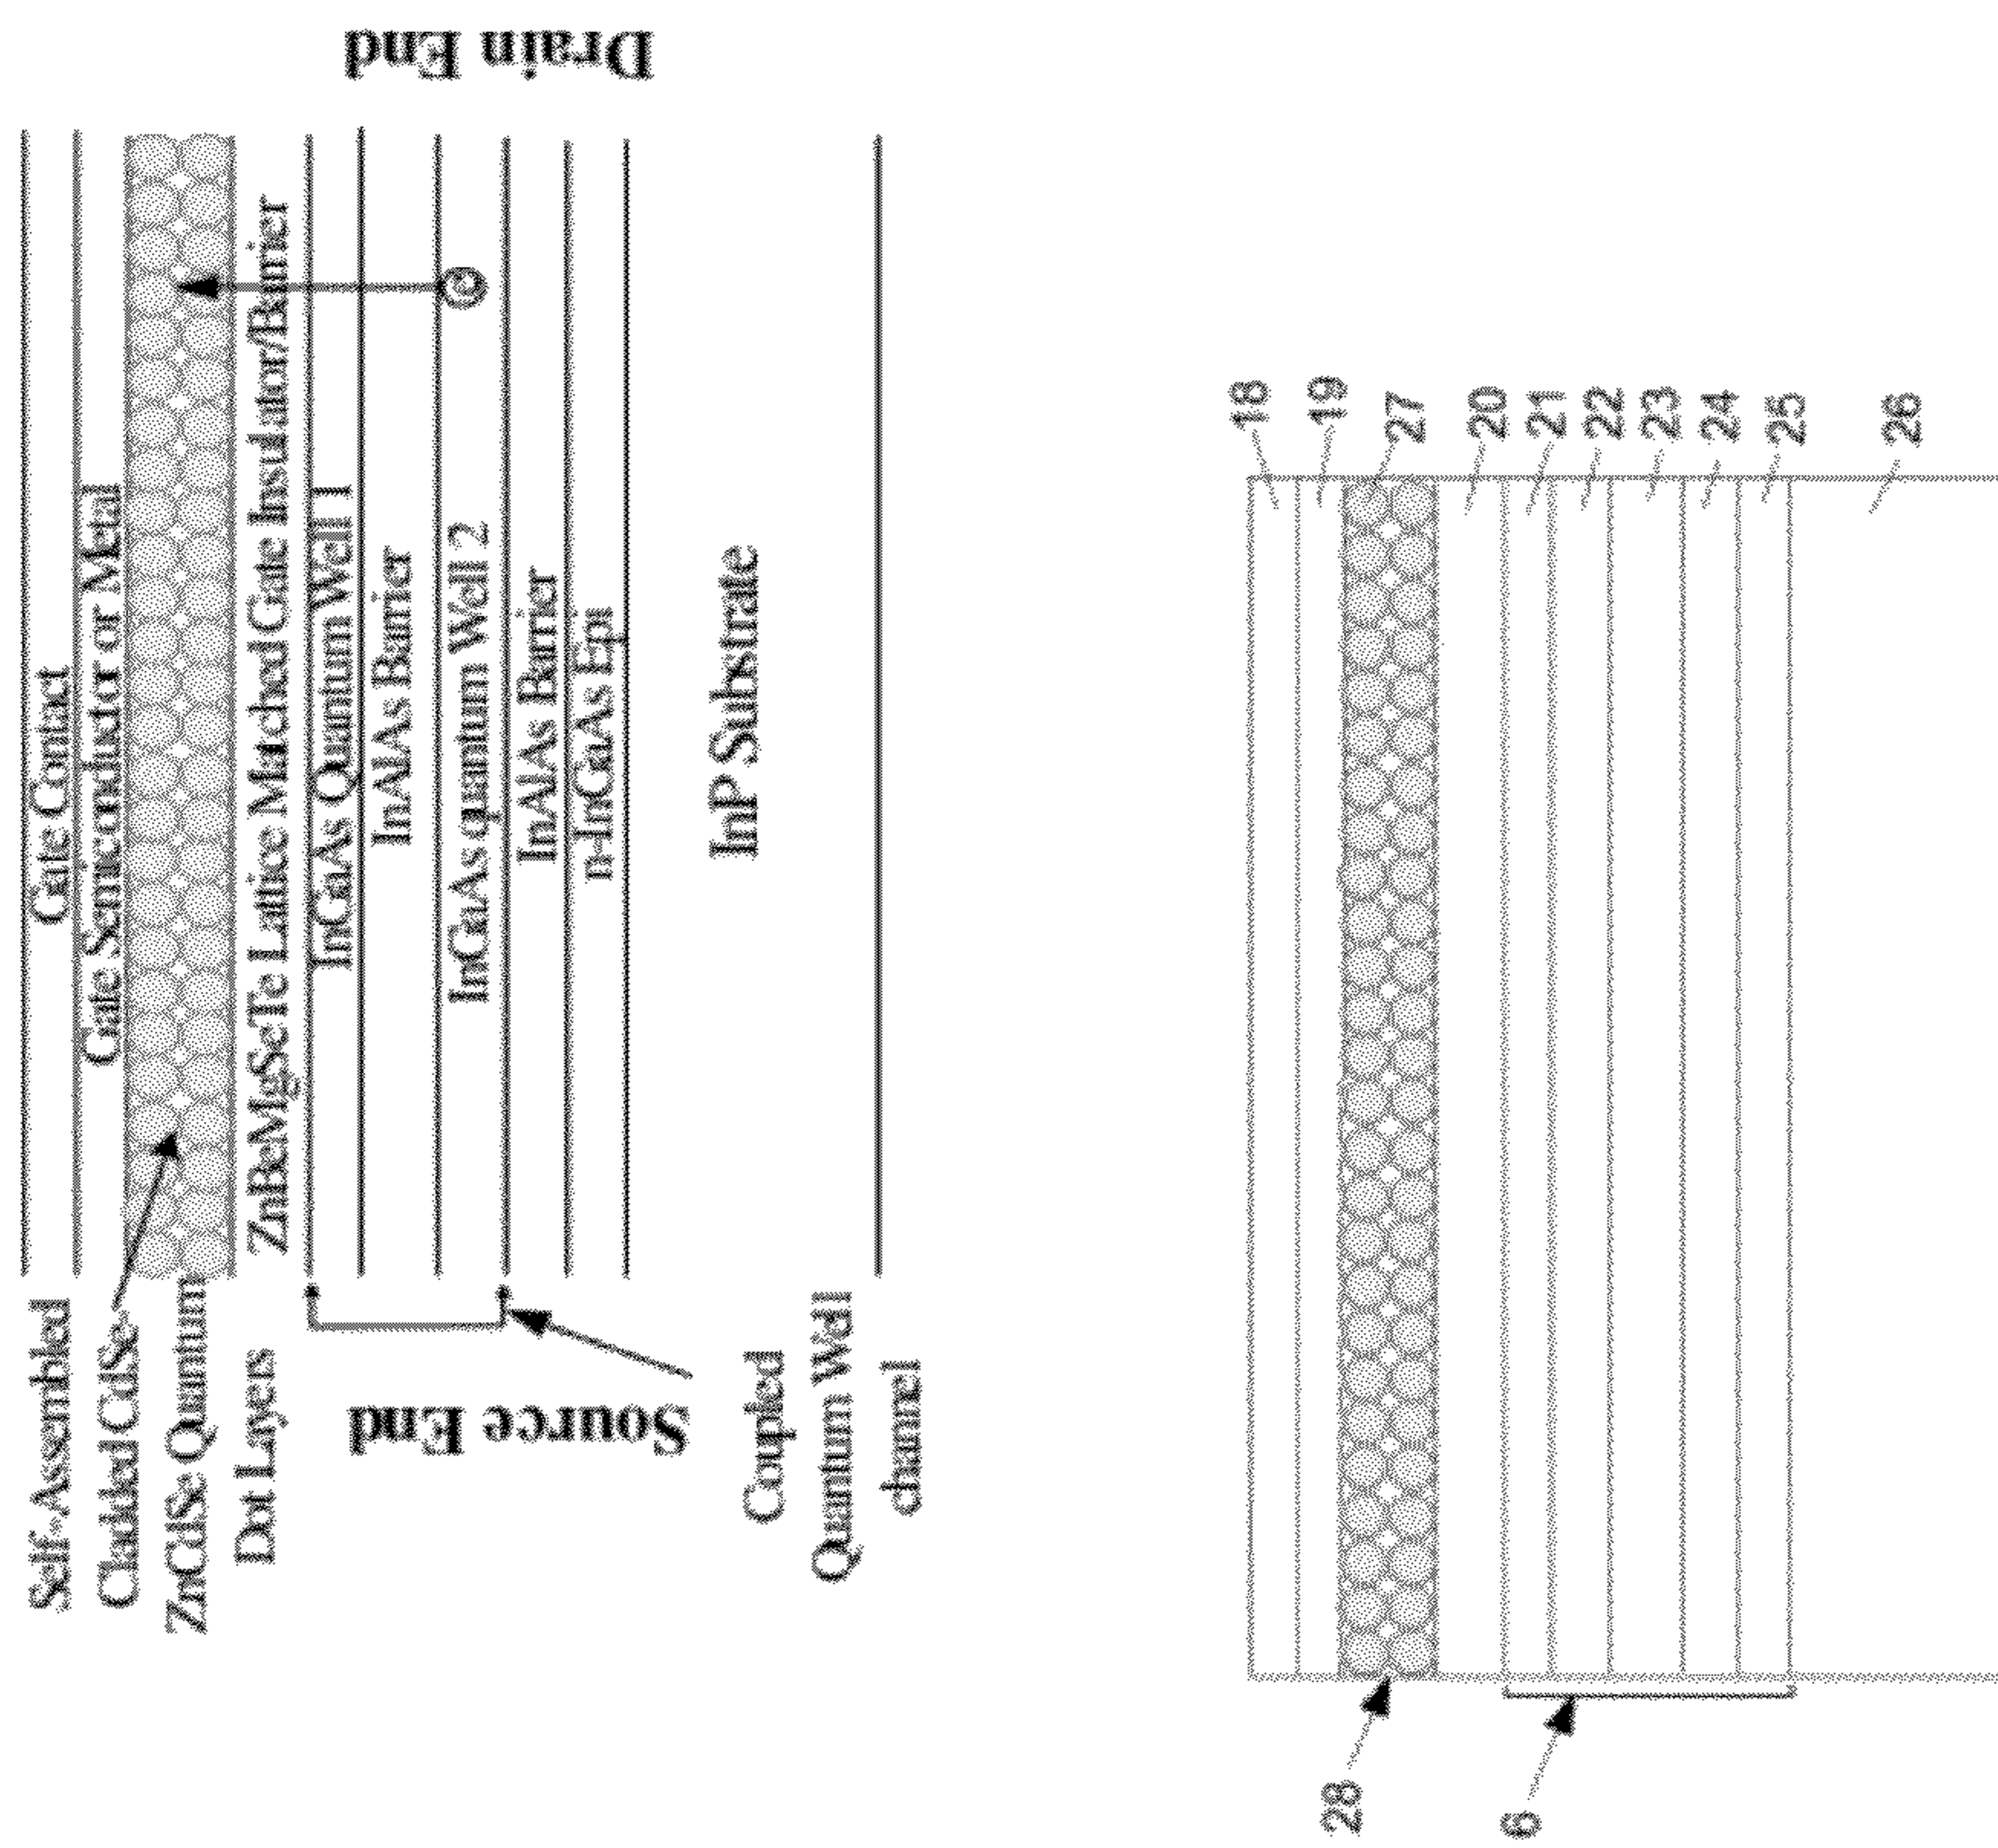 Drain End
Gate Contact
Gate Semiconductor or Metal
ZnBeMgSeTe Lattice Matched Gate Insulator/Barrier
InGaAs Quantum Well 1
InAlAs Barrier
InGaAs quantum Well 2
InAlAs Barrier
n-InGaAs Epi
InP Substrate
e
Self-Assembled
Cladded CdSe-
ZnCdSe Quantum
Dot Layers
Source End
Coupled
Quantum Well
channel
18
19
27
20
21
22
23
24
25
26
28
6